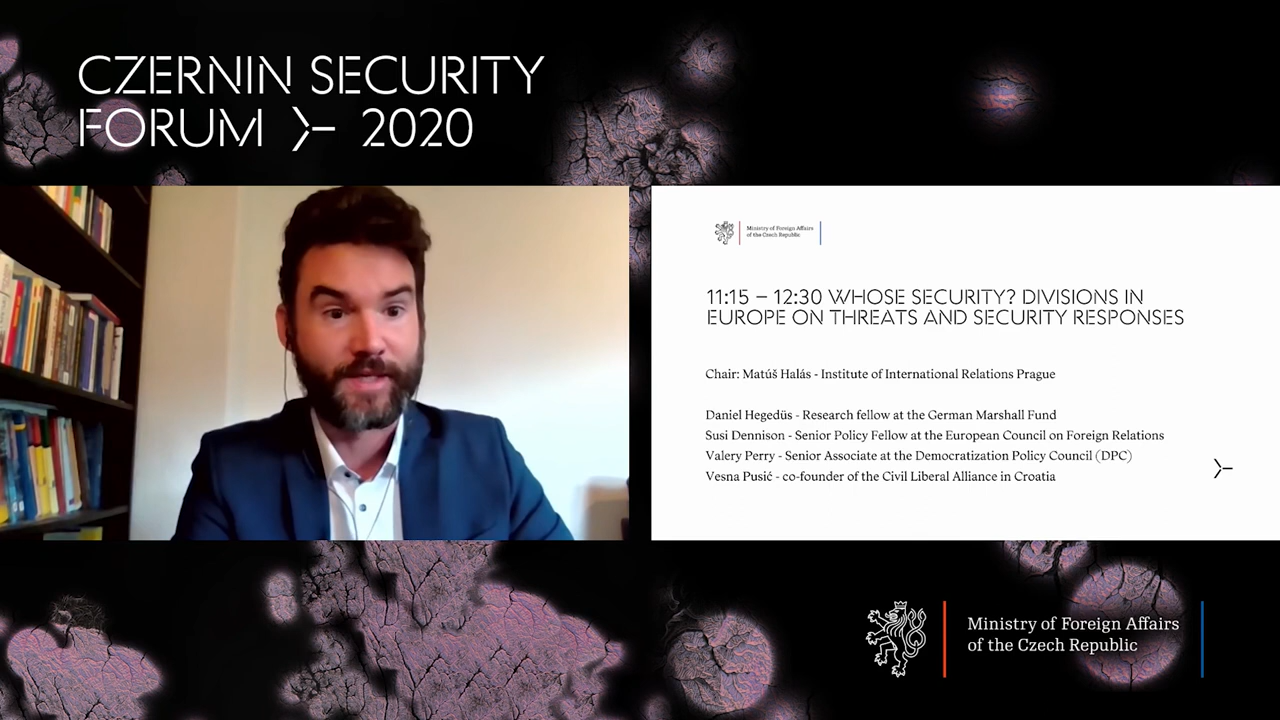 CZERNIN SECURITY
FORUM >– 2020
Ministry of Foreign Affairs
of the Czech Republic
11:15 – 12:30 WHOSE SECURITY? DIVISIONS IN
EUROPE ON THREATS AND SECURITY RESPONSES
Chair: Matúš Halás - Institute of International Relations Prague
Daniel Hegedüs - Research fellow at the German Marshall Fund
Susi Dennison - Senior Policy Fellow at the European Council on Foreign Relations
Valery Perry - Senior Associate at the Democratization Policy Council (DPC)
Vesna Pusić - co-founder of the Civil Liberal Alliance in Croatia
Ministry of Foreign Affairs
of the Czech Republic